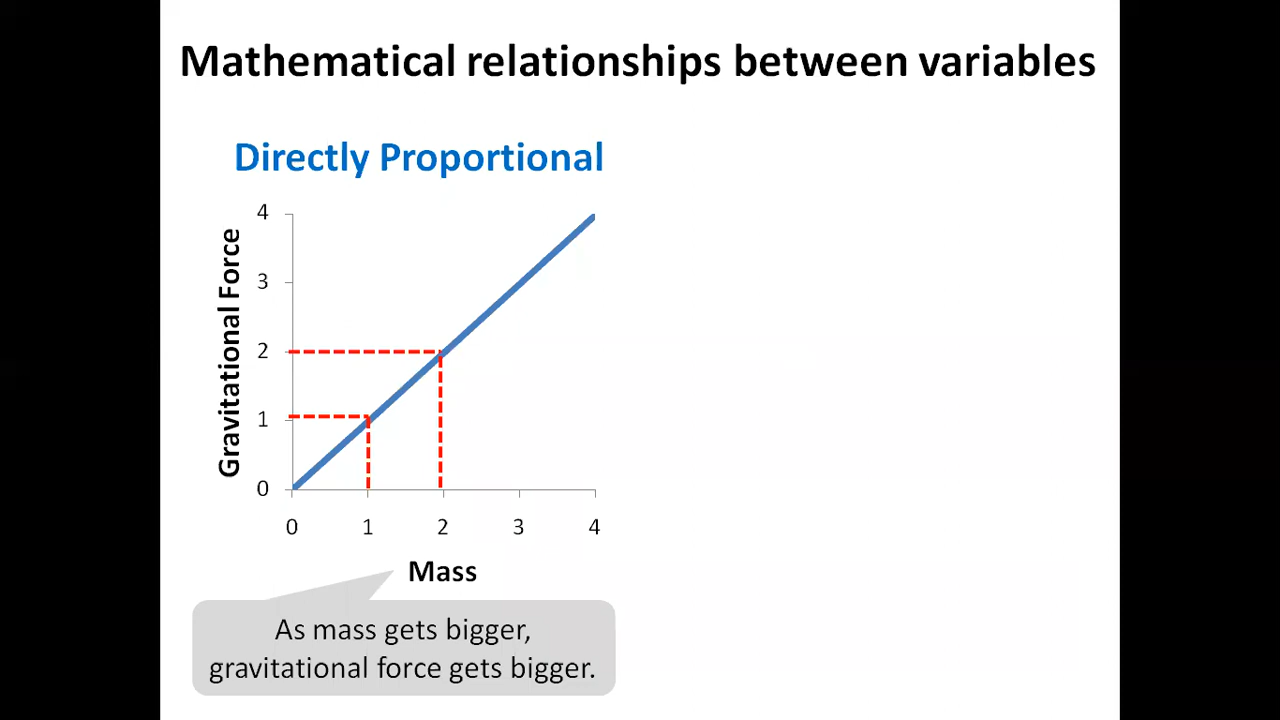 Mathematical relationships between variables
Directly Proportional
Gravitational Force
4
3
2
1
0
0 1 2 3 4
Mass
As mass gets bigger,
gravitational force gets bigger.